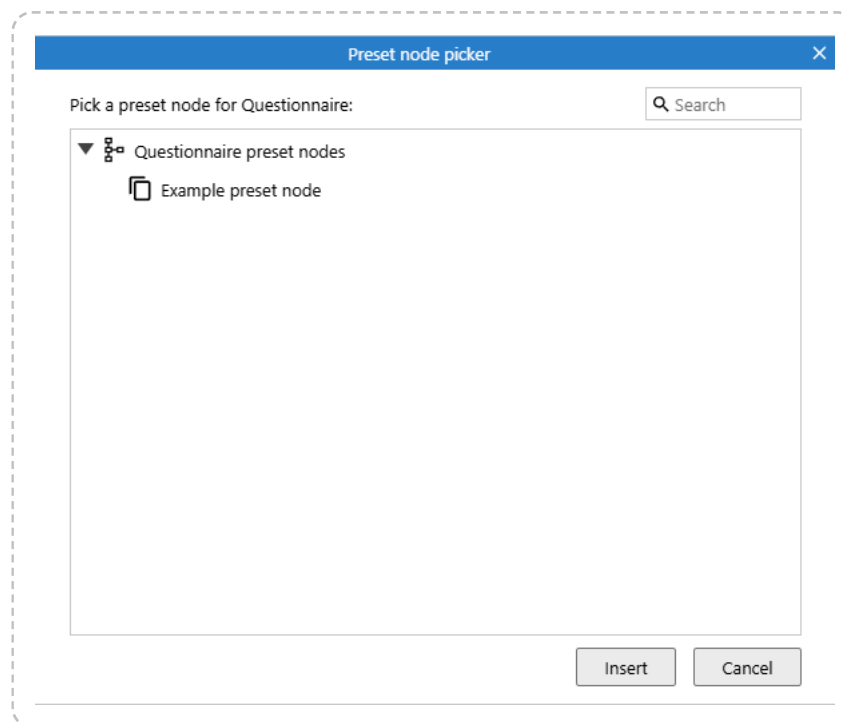 Preset node picker
Pick a preset node for Questionnaire:
Search
Questionnaire preset nodes
Example preset node
Insert
Cancel